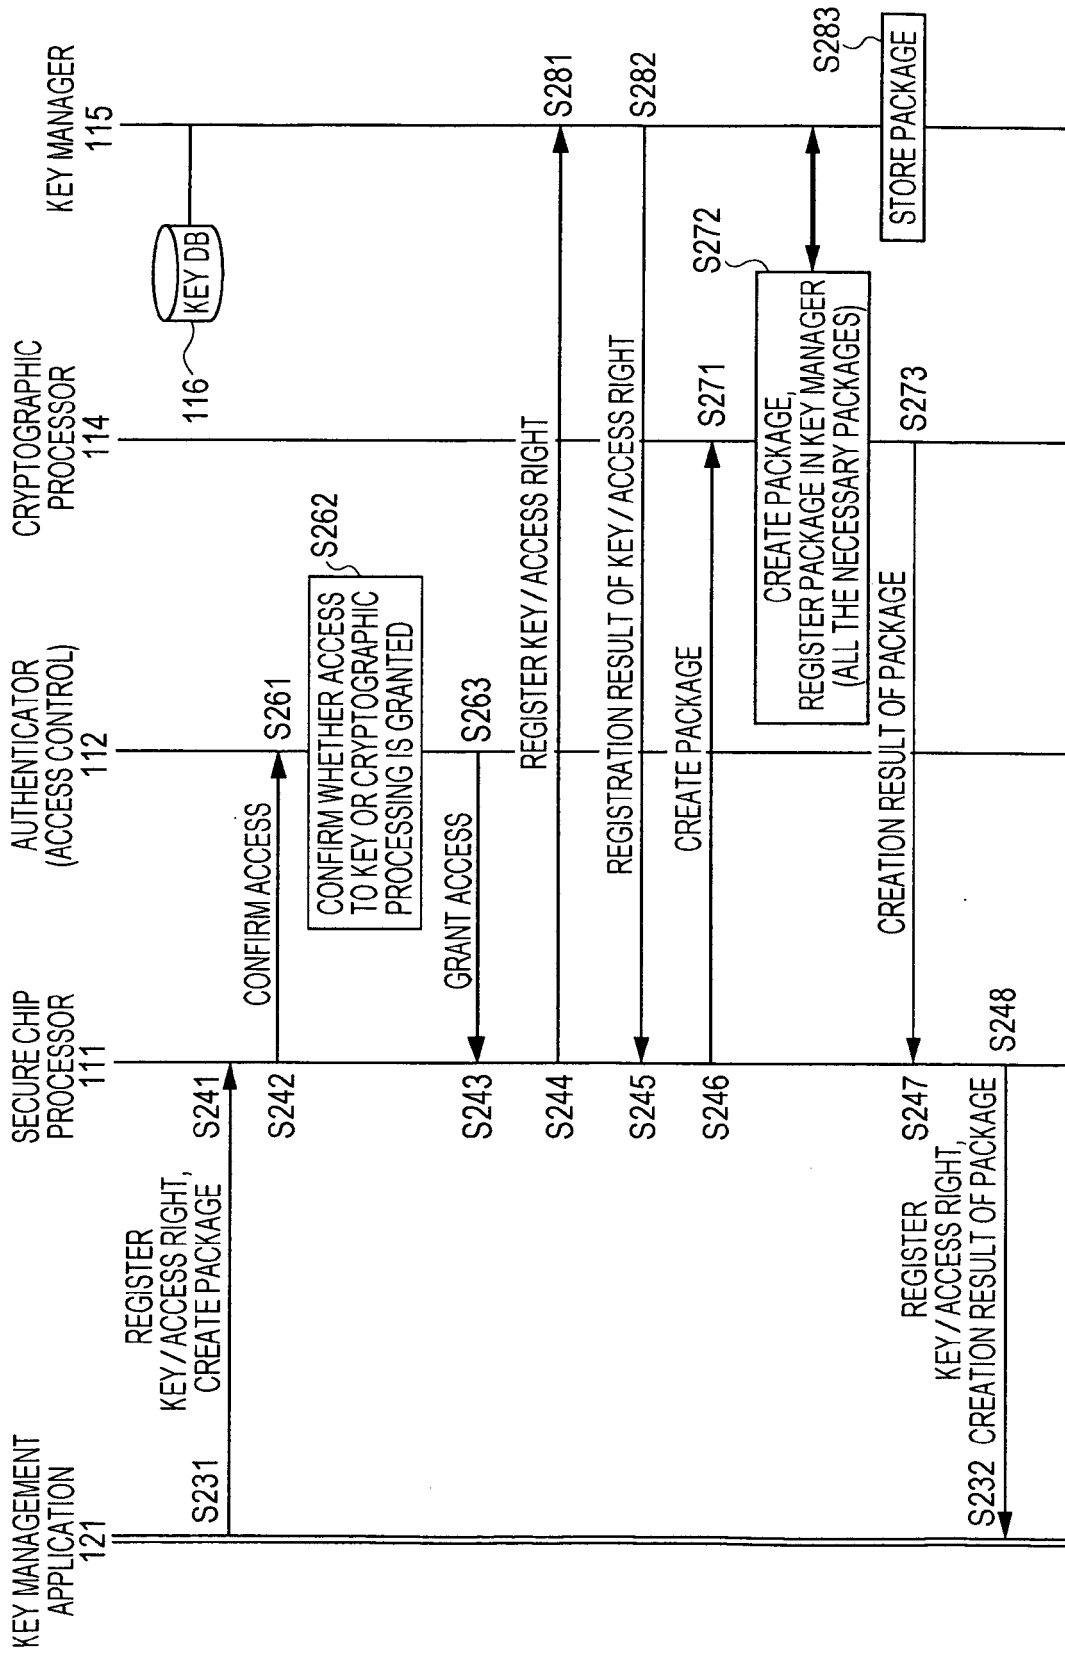 KEY MANAGEMENT
APPLICATION
121
SECURE CHIP
PROCESSOR
111
AUTHENTICATOR
(ACCESS CONTROL)
112
CRYPTOGRAPHIC
PROCESSOR
114
KEY MANAGER
115
KEY DB
116
REGISTER
KEY/ACCESS RIGHT,
CREATE PACKAGE
S231
S241
S242
CONFIRM ACCESS
S261
S262
CONFIRM WHETHER ACCESS
TO KEY OR CRYPTOGRAPHIC
PROCESSING IS GRANTED
S243
GRANT ACCESS
S263
S244
REGISTER KEY/ACCESS RIGHT
S281
S245
REGISTRATION RESULT OF KEY/ACCESS RIGHT
S282
S246
CREATE PACKAGE
S271
S272
CREATE PACKAGE,
REGISTER PACKAGE IN KEY MANAGER
(ALL THE NECESSARY PACKAGES)
S283
STORE PACKAGE
S247
CREATION RESULT OF PACKAGE
S273
REGISTER
KEY/ACCESS RIGHT,
CREATION RESULT OF PACKAGE
S232
S248